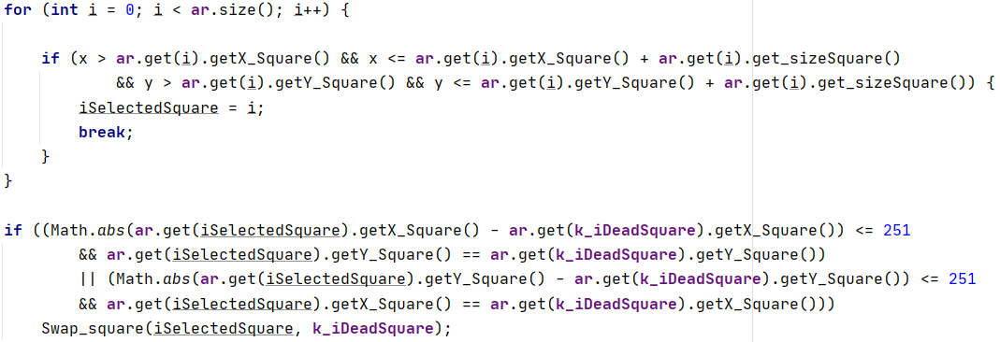 for (int i = 0; i < ar.size(); i++) {
if (x > ar.get(i).getX_Square() && x <= ar.get(i).getX_Square() + ar.get(i).get_sizeSquare()
&& y > ar.get(i).getY_Square() && y <= ar.get(i).getY_Square() + ar.get(i).get_sizeSquare()) {
iSelectedSquare = i;
break;
}
}
if ((Math.abs(ar.get(iSelectedSquare).getX_Square() - ar.get(k_iDeadSquare).getX_Square()) <= 251
&& ar.get(iSelectedSquare).getY_Square() == ar.get(k_iDeadSquare).getY_Square())
|| (Math.abs(ar.get(iSelectedSquare).getY_Square() - ar.get(k_iDeadSquare).getY_Square()) <= 251
&& ar.get(iSelectedSquare).getX_Square() == ar.get(k_iDeadSquare).getX_Square()))
Swap_square(iSelectedSquare, k_iDeadSquare);